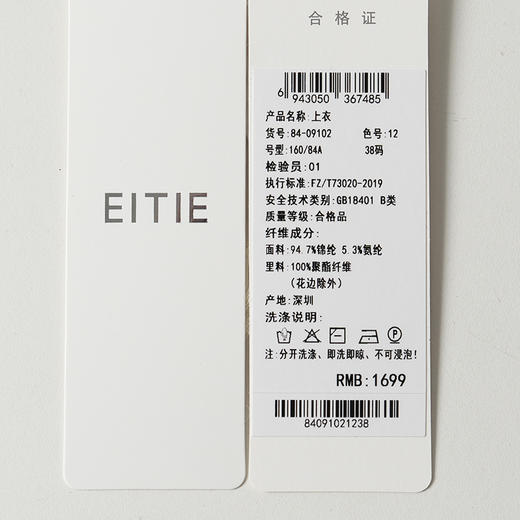 EITIE
合格证
6 943050 367485
产品名称:上衣
货号:84-09102 色号:12
号型:160/84A 38码
检验员:01
执行标准:FZ/T73020-2019
安全技术类别:GB18401 B类
质量等级:合格品
纤维成分:
面料:94.7%锦纶 5.3%氨纶
里料:100%聚酯纤维
(花边除外)
产地:深圳
洗涤说明:
注:分开洗涤、即洗即晾、不可浸泡!
RMB:1699
84091021238